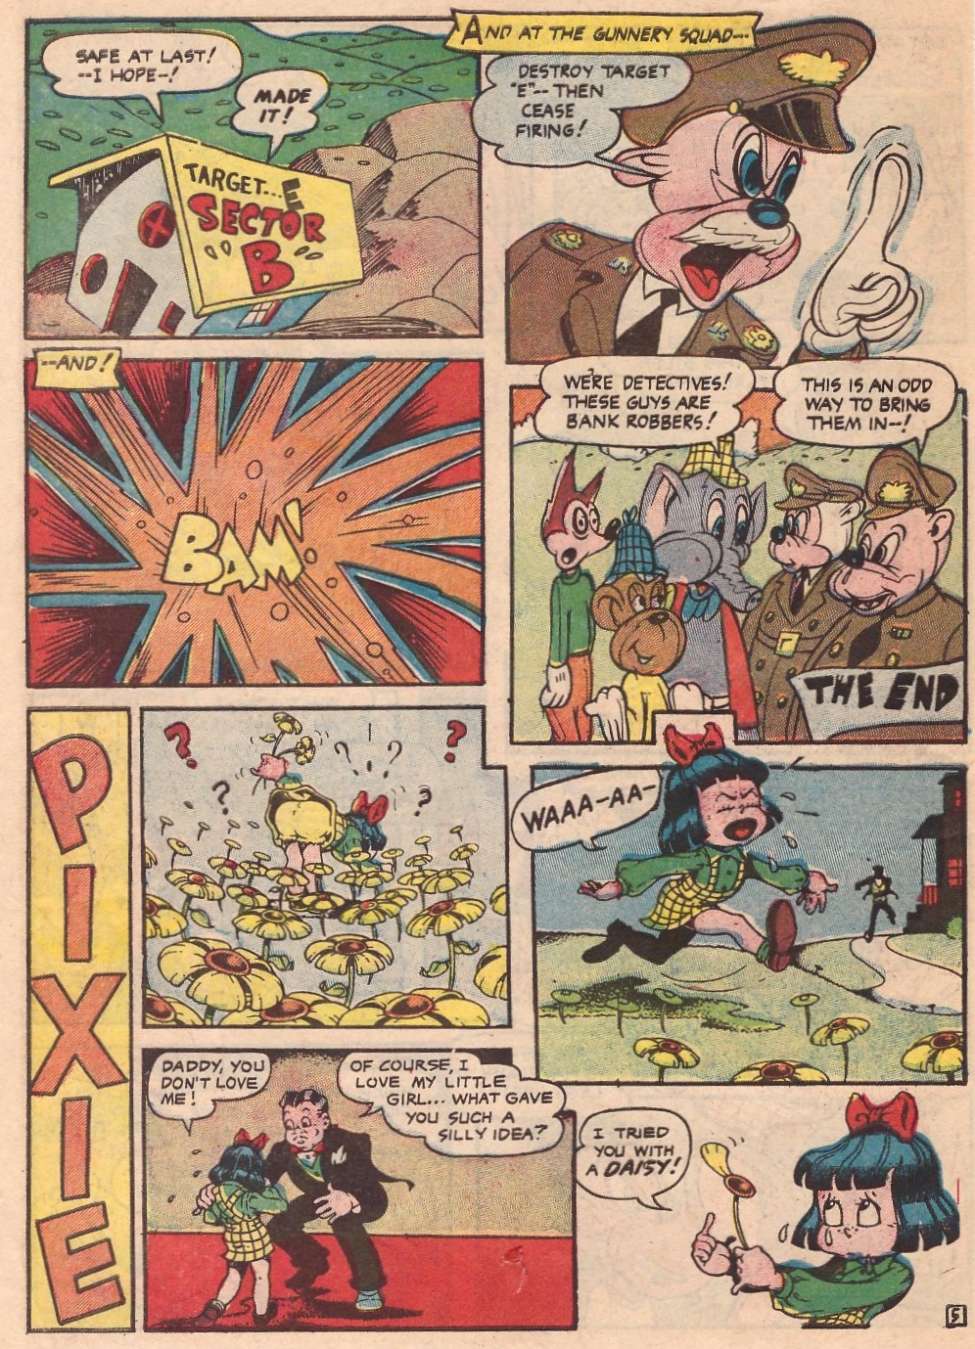 SAFE AT LAST!
--I HOPE--!
MADE
IT!
TARGET...E
SECTOR
"B"
AND AT THE GUNNERY SQUAD---
DESTROY TARGET
"E"-- THEN
CEASE
FIRING!
--AND!
BAM!
WE'RE DETECTIVES!
THESE GUYS ARE
BANK ROBBERS!
THIS IS AN ODD
WAY TO BRING
THEM IN--!
THE END
PIXIE
? ? ? ! ? ?
WAAA-AA-
DADDY, YOU
DON'T LOVE
ME!
OF COURSE, I
LOVE MY LITTLE
GIRL... WHAT GAVE
YOU SUCH A
SILLY IDEA?
I TRIED
YOU WITH
A DAISY!
5